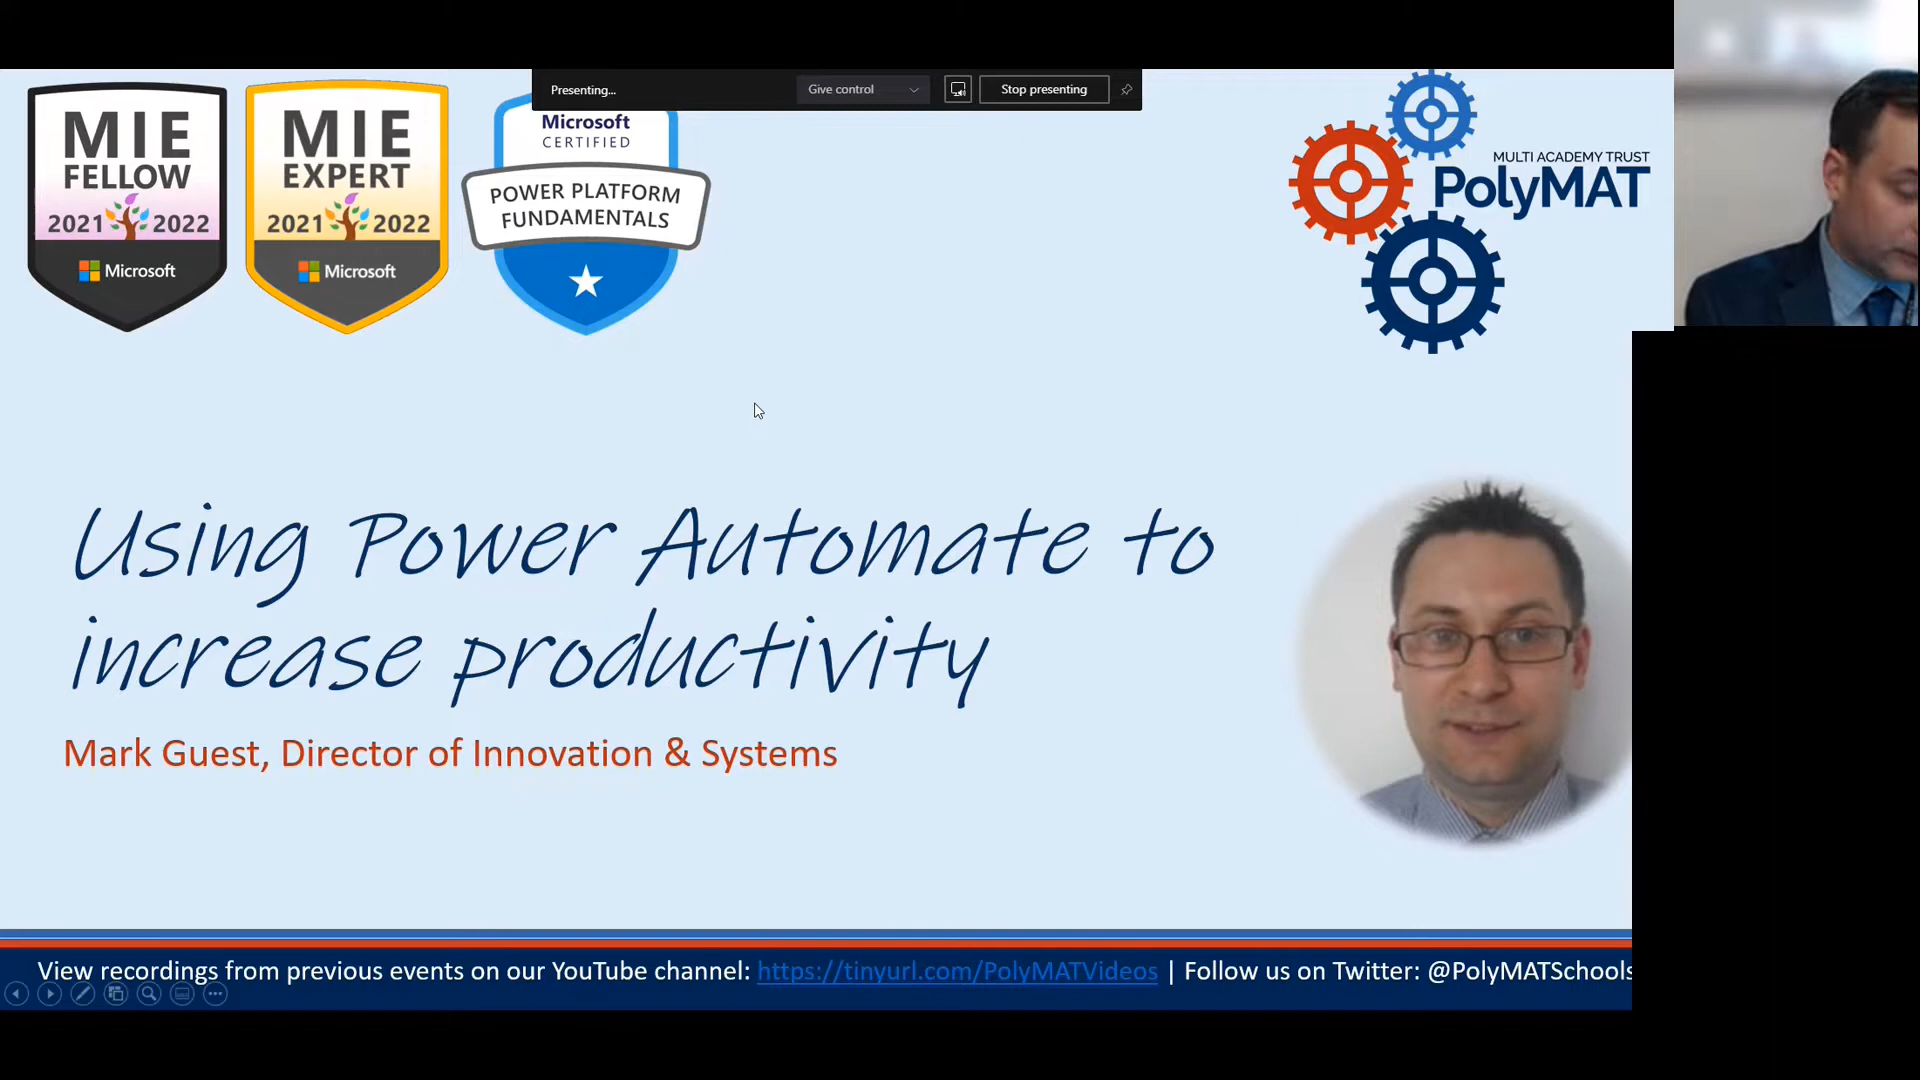 Presenting...
Give control
Stop presenting
MIE
FELLOW
2021 2022
Microsoft
MIE
EXPERT
2021 2022
Microsoft
Microsoft
CERTIFIED
POWER PLATFORM
FUNDAMENTALS
MULTI ACADEMY TRUST
PolyMAT
Using Power Automate to
increase productivity
Mark Guest, Director of Innovation & Systems
View recordings from previous events on our YouTube channel: https://tinyurl.com/PolyMATVideos | Follow us on Twitter: @PolyMATSchools